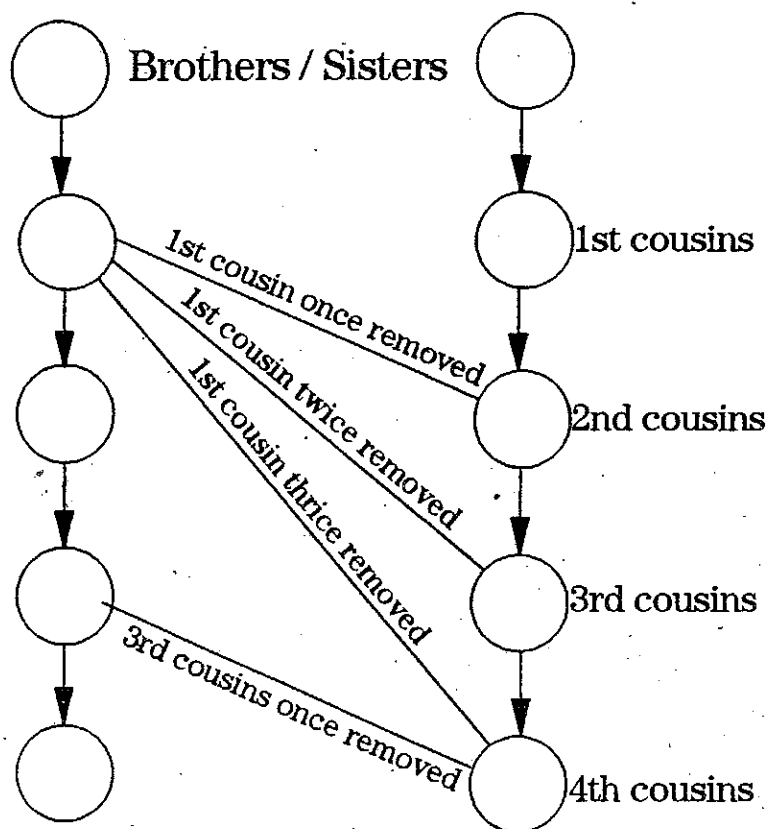 Brothers / Sisters
1st cousins
1st cousin once removed
1st cousin twice removed
1st cousin thrice removed
2nd cousins
3rd cousins
3rd cousins once removed
4th cousins